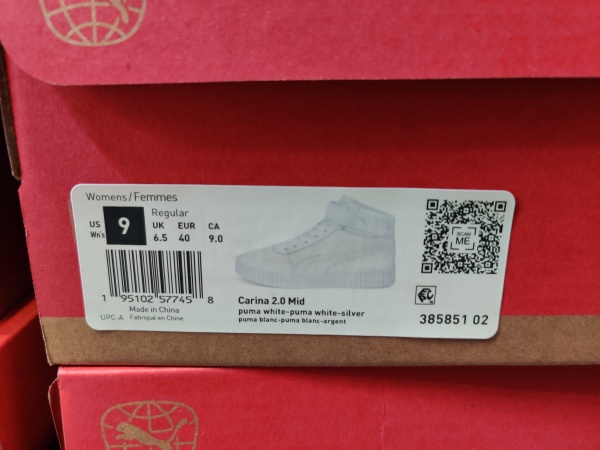 Womens/Femmes
Regular
US UK EUR CA
Wn's 9 6.5 40 9.0
1 95102 57745 8
Made in China
UPC-A Fabriqué en Chine
Carina 2.0 Mid
puma white-puma white-silver
puma blanc-puma blanc-argent
SCAN
ME
385851 02